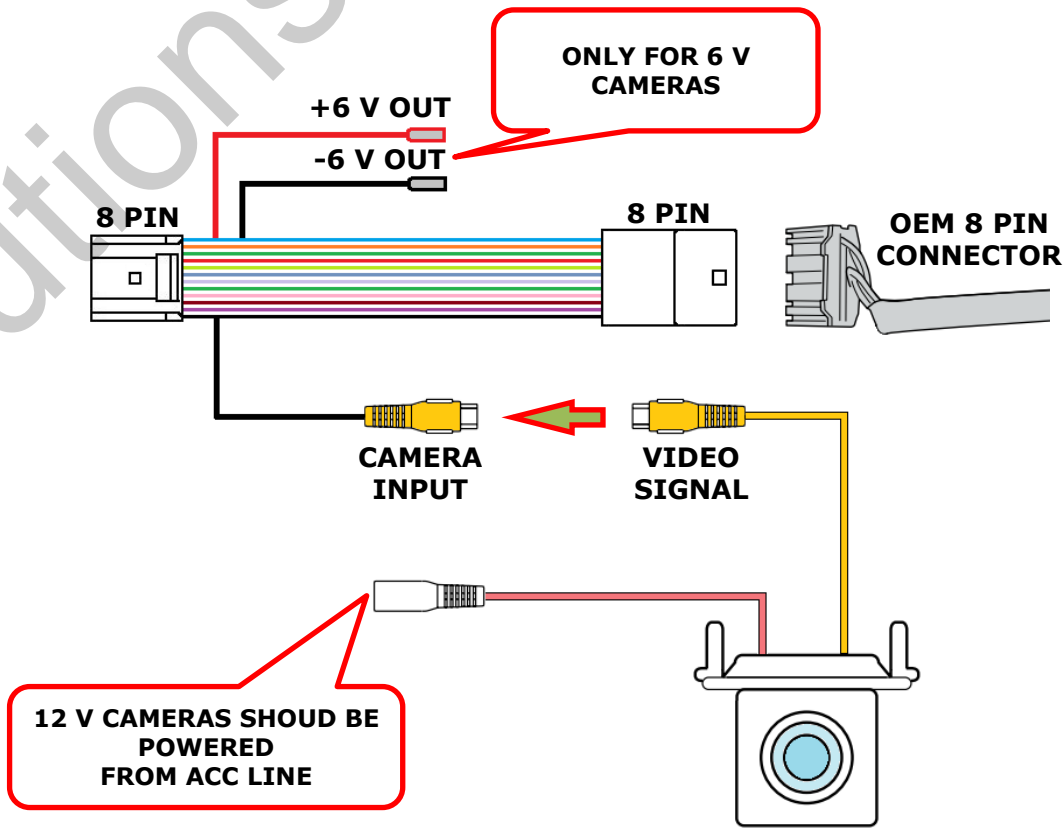 ONLY FOR 6 V
CAMERAS
+6 V OUT
-6 V OUT
8 PIN
8 PIN
OEM 8 PIN
CONNECTOR
CAMERA
INPUT
VIDEO
SIGNAL
12 V CAMERAS SHOUD BE
POWERED
FROM ACC LINE